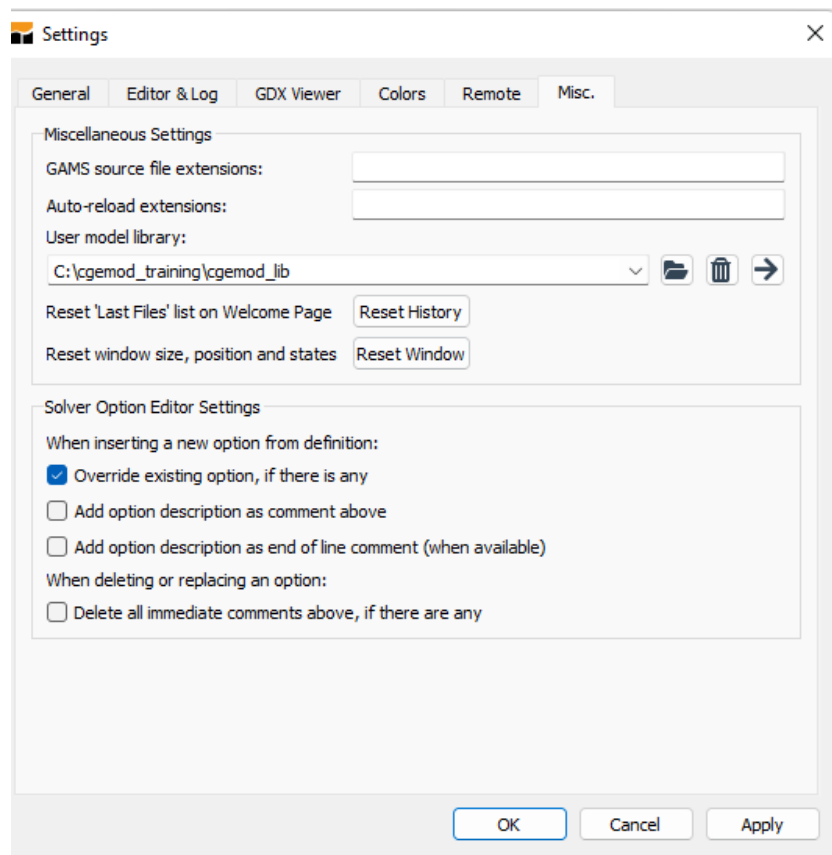 Settings
General Editor & Log GDX Viewer Colors Remote Misc.
Miscellaneous Settings
GAMS source file extensions:
Auto-reload extensions:
User model library:
C:\cgemod_training\cgemod_lib
Reset 'Last Files' list on Welcome Page Reset History
Reset window size, position and states Reset Window
Solver Option Editor Settings
When inserting a new option from definition:
Override existing option, if there is any
Add option description as comment above
Add option description as end of line comment (when available)
When deleting or replacing an option:
Delete all immediate comments above, if there are any
OK Cancel Apply